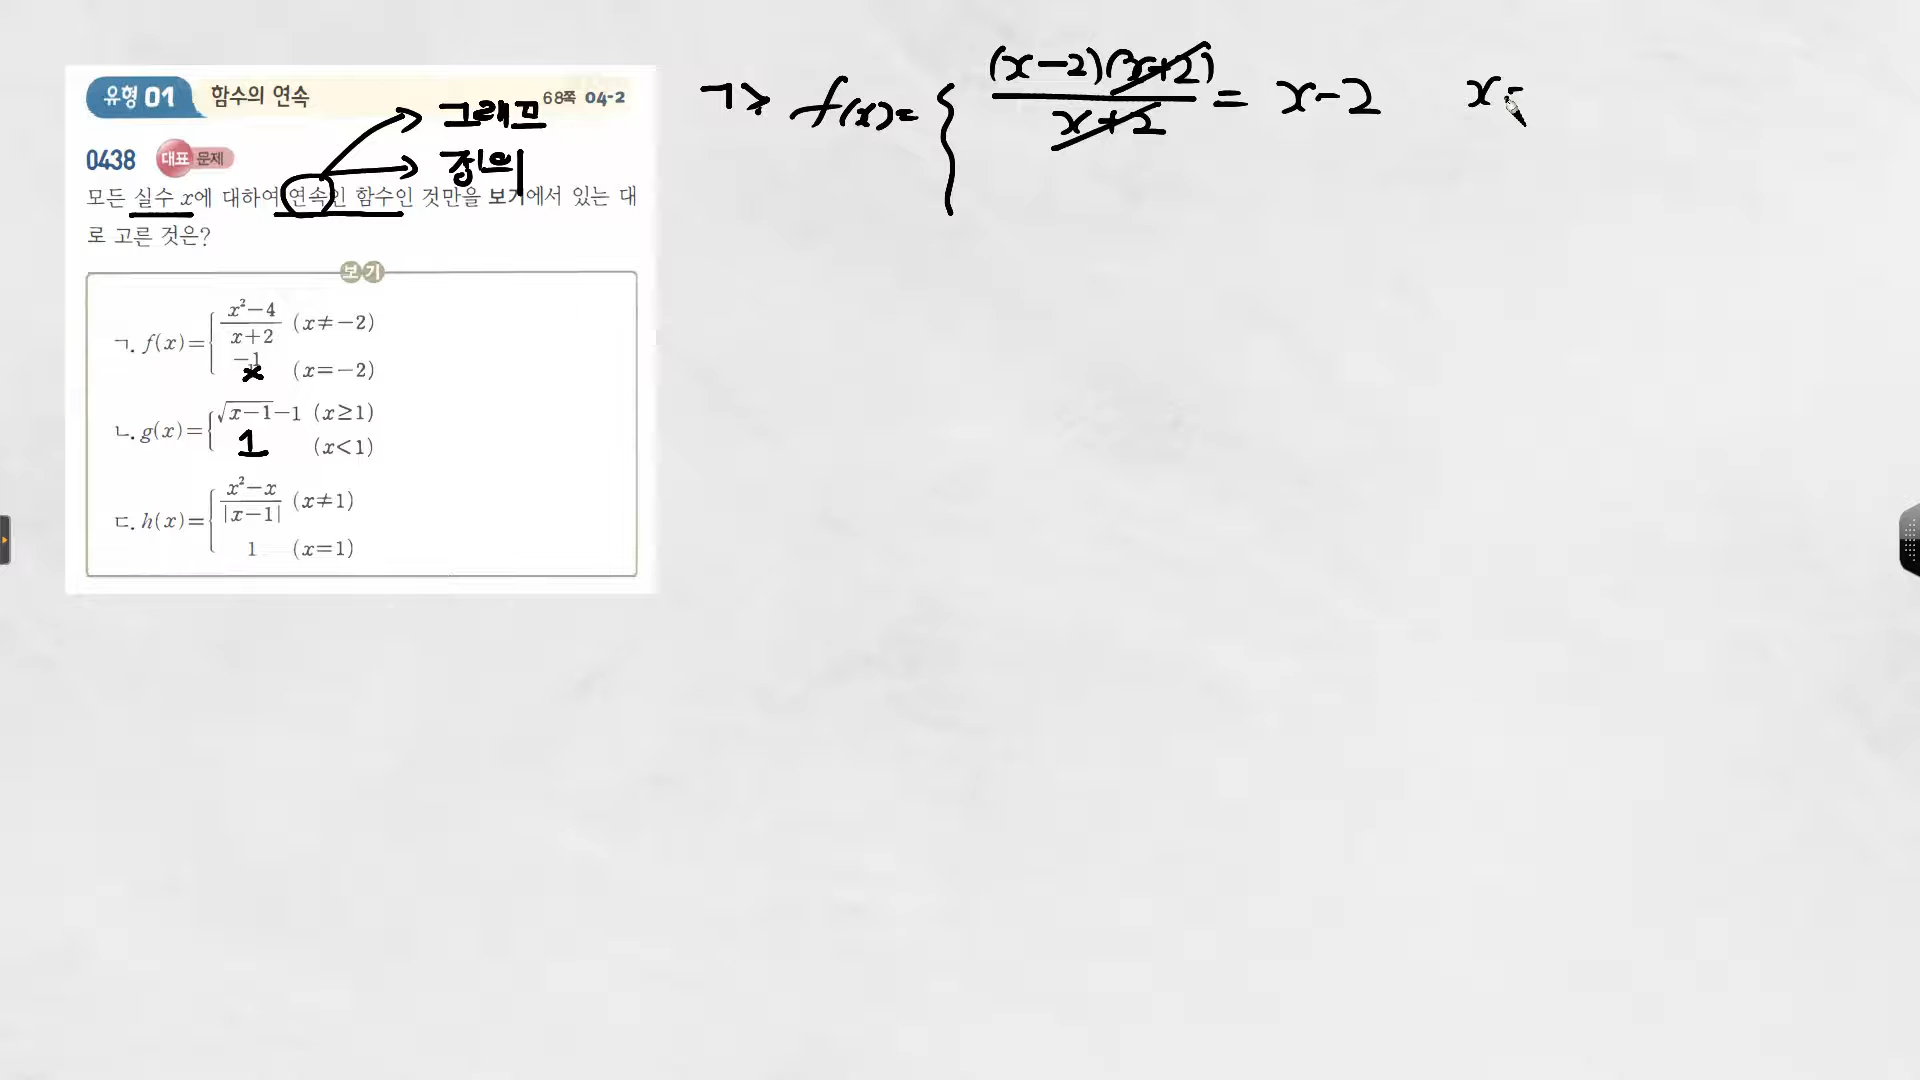 유형 01 함수의 연속 68쪽 04-2
그래프
0438 대표 문제
정의
모든 실수 x에 대하여 연속인 함수인 것만을 보기에서 있는 대
로 고른 것은?
보기
ㄱ. f(x)={ (x²-4)/(x+2) (x≠-2)
-1 (x=-2)
x
ㄴ. g(x)={ √(x-1)-1 (x≥1)
1 (x<1)
ㄷ. h(x)={ (x²-x)/|x-1| (x≠1)
1 (x=1)
ㄱ> f(x)={ (x-2)(x+2)/(x+2) = x-2 x-